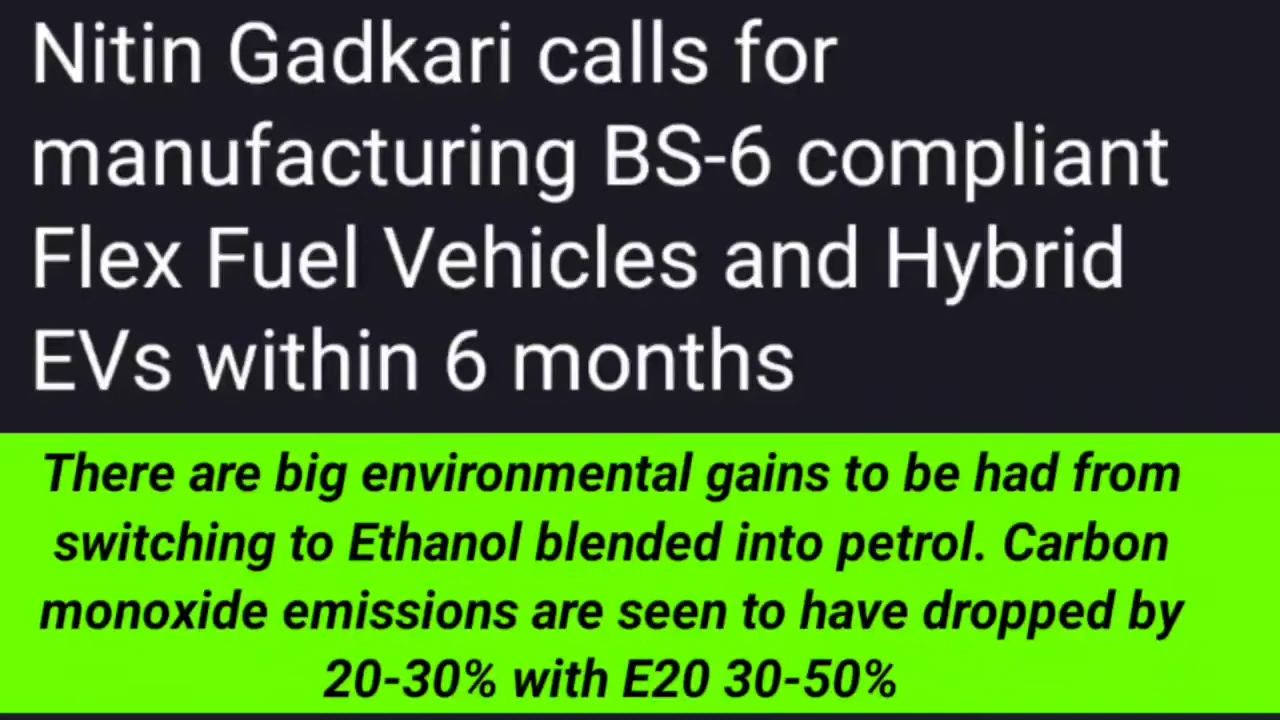 Nitin Gadkari calls for
manufacturing BS-6 compliant
Flex Fuel Vehicles and Hybrid
EVs within 6 months
There are big environmental gains to be had from
switching to Ethanol blended into petrol. Carbon
monoxide emissions are seen to have dropped by
20-30% with E20 30-50%